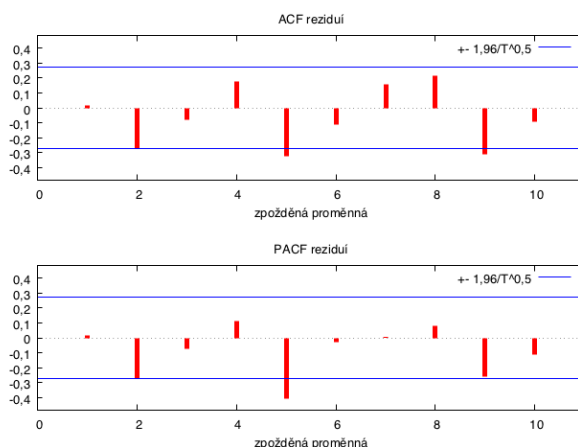 ACF reziduí
+- 1,96/T^0,5
0,4
0,3
0,2
0,1
0
-0,1
-0,2
-0,3
-0,4
0 2 4 6 8 10
zpožděná proměnná
PACF reziduí
+- 1,96/T^0,5
0,4
0,3
0,2
0,1
0
-0,1
-0,2
-0,3
-0,4
0 2 4 6 8 10
zpožděná proměnná